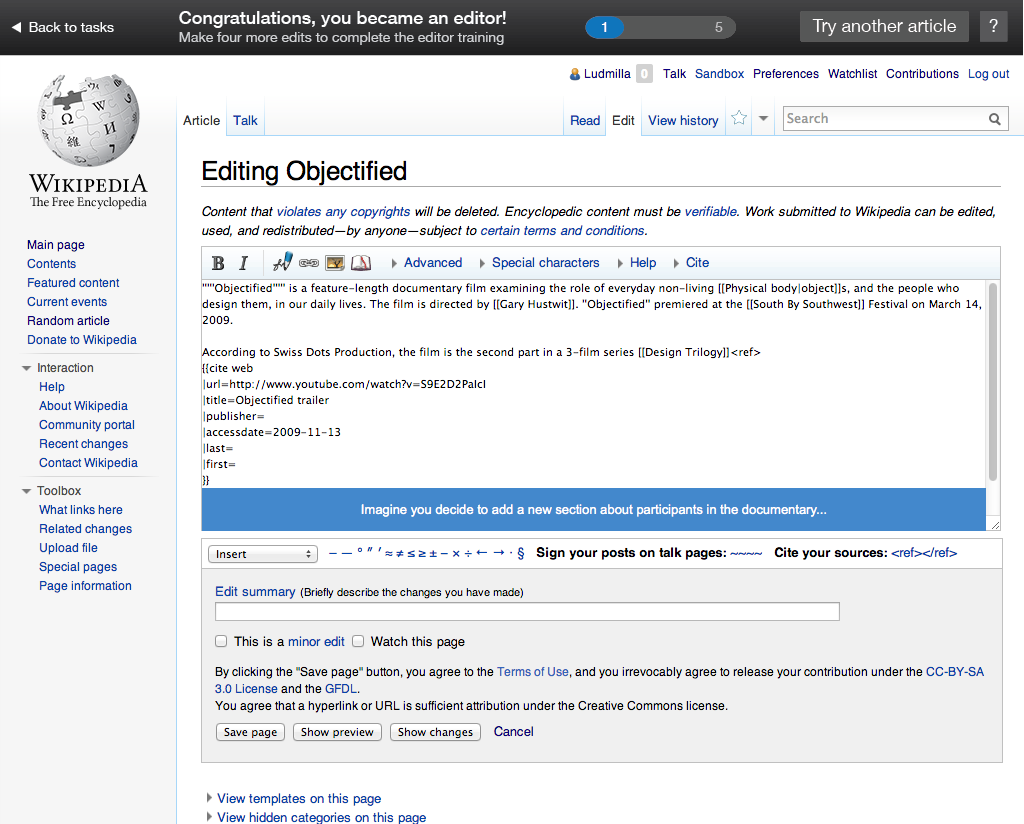 Back to tasks
Congratulations, you became an editor!
Make four more edits to complete the editor training
1 5
Try another article
?
Ludmilla 0 Talk Sandbox Preferences Watchlist Contributions Log out
Article Talk Read Edit View history Search
WIKIPEDIA
The Free Encyclopedia
Main page
Contents
Featured content
Current events
Random article
Donate to Wikipedia
Interaction
Help
About Wikipedia
Community portal
Recent changes
Contact Wikipedia
Toolbox
What links here
Related changes
Upload file
Special pages
Page information
Editing Objectified
Content that violates any copyrights will be deleted. Encyclopedic content must be verifiable. Work submitted to Wikipedia can be edited,
used, and redistributed—by anyone—subject to certain terms and conditions.
B I Advanced Special characters Help Cite
'''''Objectified''''' is a feature-length documentary film examining the role of everyday non-living [[Physical body|object]]s, and the people who
design them, in our daily lives. The film is directed by [[Gary Hustwit]]. "Objectified" premiered at the [[South By Southwest]] Festival on March 14,
2009.
According to Swiss Dots Production, the film is the second part in a 3-film series [[Design Trilogy]]<ref>
{{cite web
|url=http://www.youtube.com/watch?v=S9E2D2PaIcI
|title=Objectified trailer
|publisher=
|accessdate=2009-11-13
|last=
|first=
}}
Imagine you decide to add a new section about participants in the documentary...
Insert – — ° ″ ′ ≈ ≠ ≤ ≥ ± − × ÷ ← → · § Sign your posts on talk pages: ~~~~ Cite your sources: <ref></ref>
Edit summary (Briefly describe the changes you have made)
This is a minor edit Watch this page
By clicking the "Save page" button, you agree to the Terms of Use, and you irrevocably agree to release your contribution under the CC-BY-SA
3.0 License and the GFDL.
You agree that a hyperlink or URL is sufficient attribution under the Creative Commons license.
Save page Show preview Show changes Cancel
View templates on this page
View hidden categories on this page